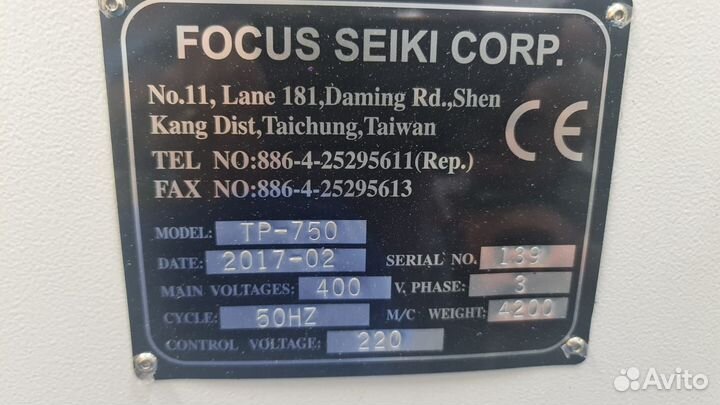 FOCUS SEIKI CORP.
No.11, Lane 181,Daming Rd.,Shen
Kang Dist,Taichung,Taiwan
TEL NO:886-4-25295611(Rep.)
FAX NO:886-4-25295613
CE
MODEL: TP-750
DATE: 2017-02 SERIAL NO. 139
MAIN VOLTAGES: 400 V, PHASE: 3
CYCLE: 50HZ M/C WEIGHT: 4200
CONTROL VOLTAGE: 220
Avito